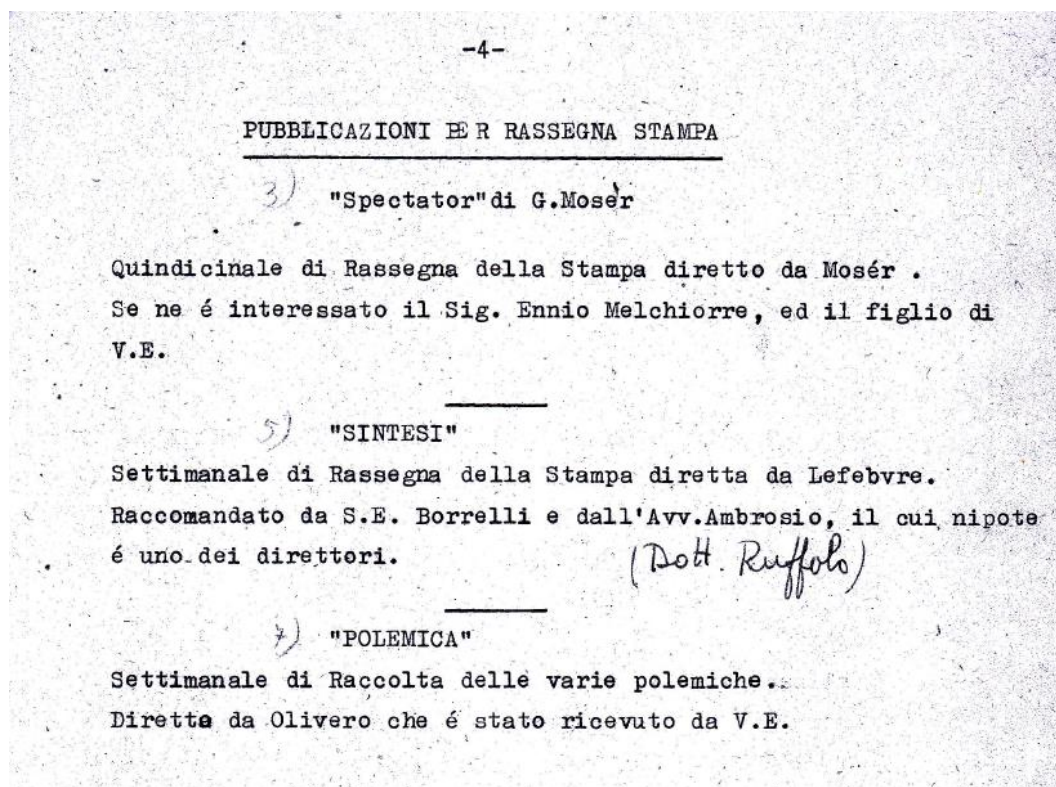 -4-
PUBBLICAZIONI PER RASSEGNA STAMPA
3) "Spectator" di G.Mosèr
Quindicinale di Rassegna della Stampa diretto da Mosér .
Se ne é interessato il Sig. Ennio Melchiorre, ed il figlio di
V.E.
5) "SINTESI"
Settimanale di Rassegna della Stampa diretta da Lefebvre.
Raccomandato da S.E. Borrelli e dall'Avv.Ambrosio, il cui nipote
é uno dei direttori. (Dott. Ruffolo)
7) "POLEMICA"
Settimanale di Raccolta delle varie polemiche.
Diretta da Olivero che é stato ricevuto da V.E.